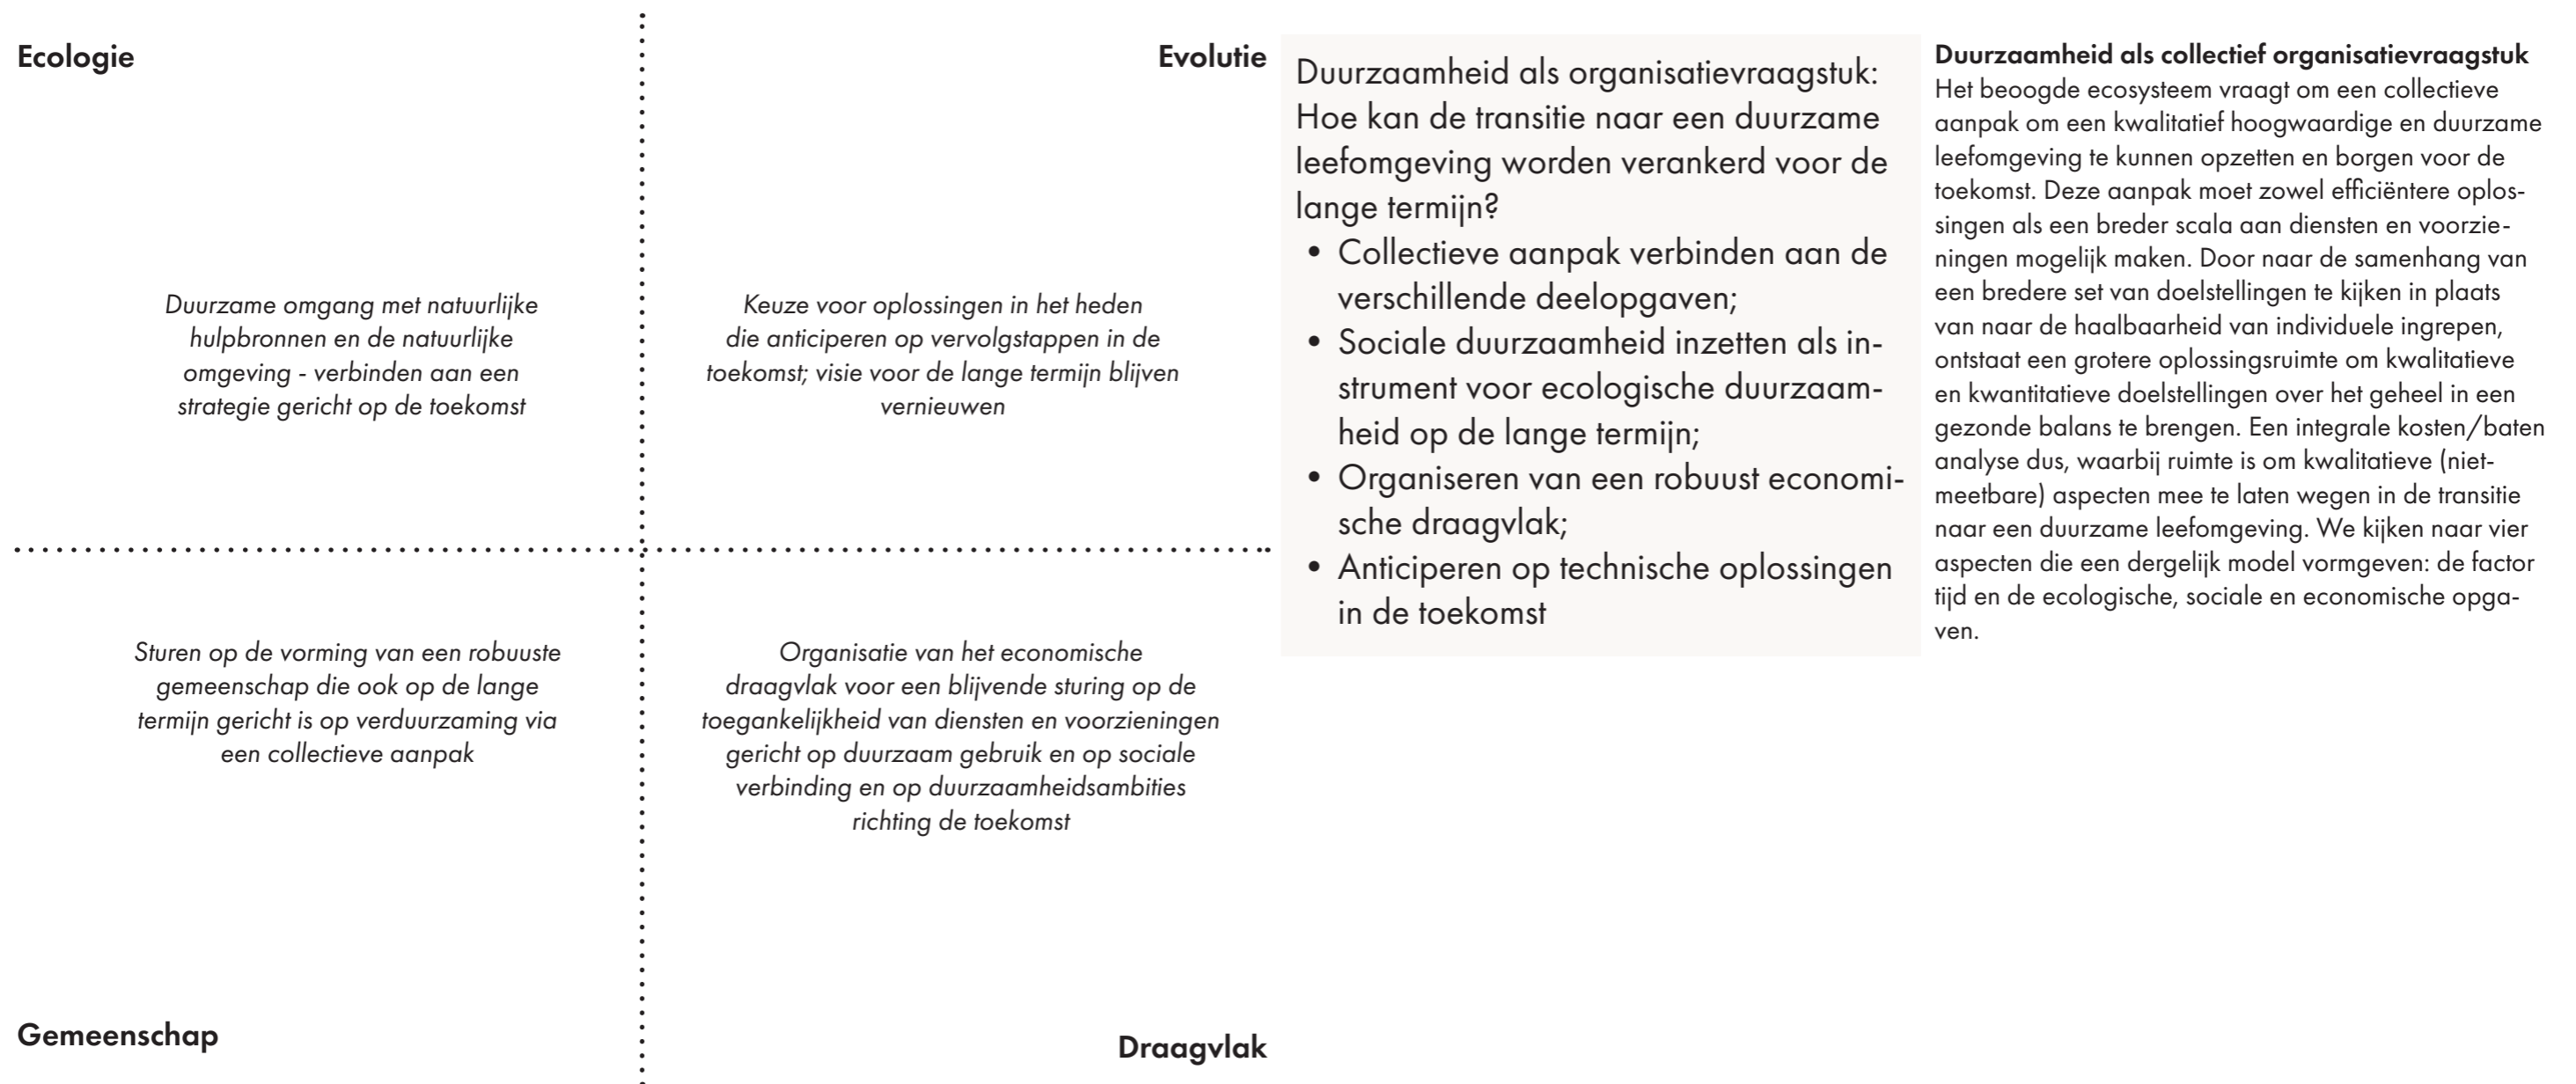 Ecologie
Duurzame omgang met natuurlijke
hulpbronnen en de natuurlijke
omgeving - verbinden aan een
strategie gericht op de toekomst
Evolutie
Keuze voor oplossingen in het heden
die anticiperen op vervolgstappen in de
toekomst; visie voor de lange termijn blijven
vernieuwen
Sturen op de vorming van een robuuste
gemeenschap die ook op de lange
termijn gericht is op verduurzaming via
een collectieve aanpak
Gemeenschap
Organisatie van het economische
draagvlak voor een blijvende sturing op de
toegankelijkheid van diensten en voorzieningen
gericht op duurzaam gebruik en op sociale
verbinding en op duurzaamheidsambities
richting de toekomst
Draagvlak
Duurzaamheid als organisatievraagstuk:
Hoe kan de transitie naar een duurzame
leefomgeving worden verankerd voor de
lange termijn?
• Collectieve aanpak verbinden aan de
verschillende deelopgaven;
• Sociale duurzaamheid inzetten als in-
strument voor ecologische duurzaam-
heid op de lange termijn;
• Organiseren van een robuust economi-
sche draagvlak;
• Anticiperen op technische oplossingen
in de toekomst
Duurzaamheid als collectief organisatievraagstuk
Het beoogde ecosysteem vraagt om een collectieve
aanpak om een kwalitatief hoogwaardige en duurzame
leefomgeving te kunnen opzetten en borgen voor de
toekomst. Deze aanpak moet zowel efficiëntere oplos-
singen als een breder scala aan diensten en voorzie-
ningen mogelijk maken. Door naar de samenhang van
een bredere set van doelstellingen te kijken in plaats
van naar de haalbaarheid van individuele ingrepen,
ontstaat een grotere oplossingsruimte om kwalitatieve
en kwantitatieve doelstellingen over het geheel in een
gezonde balans te brengen. Een integrale kosten/baten
analyse dus, waarbij ruimte is om kwalitatieve (niet-
meetbare) aspecten mee te laten wegen in de transitie
naar een duurzame leefomgeving. We kijken naar vier
aspecten die een dergelijk model vormgeven: de factor
tijd en de ecologische, sociale en economische opga-
ven.